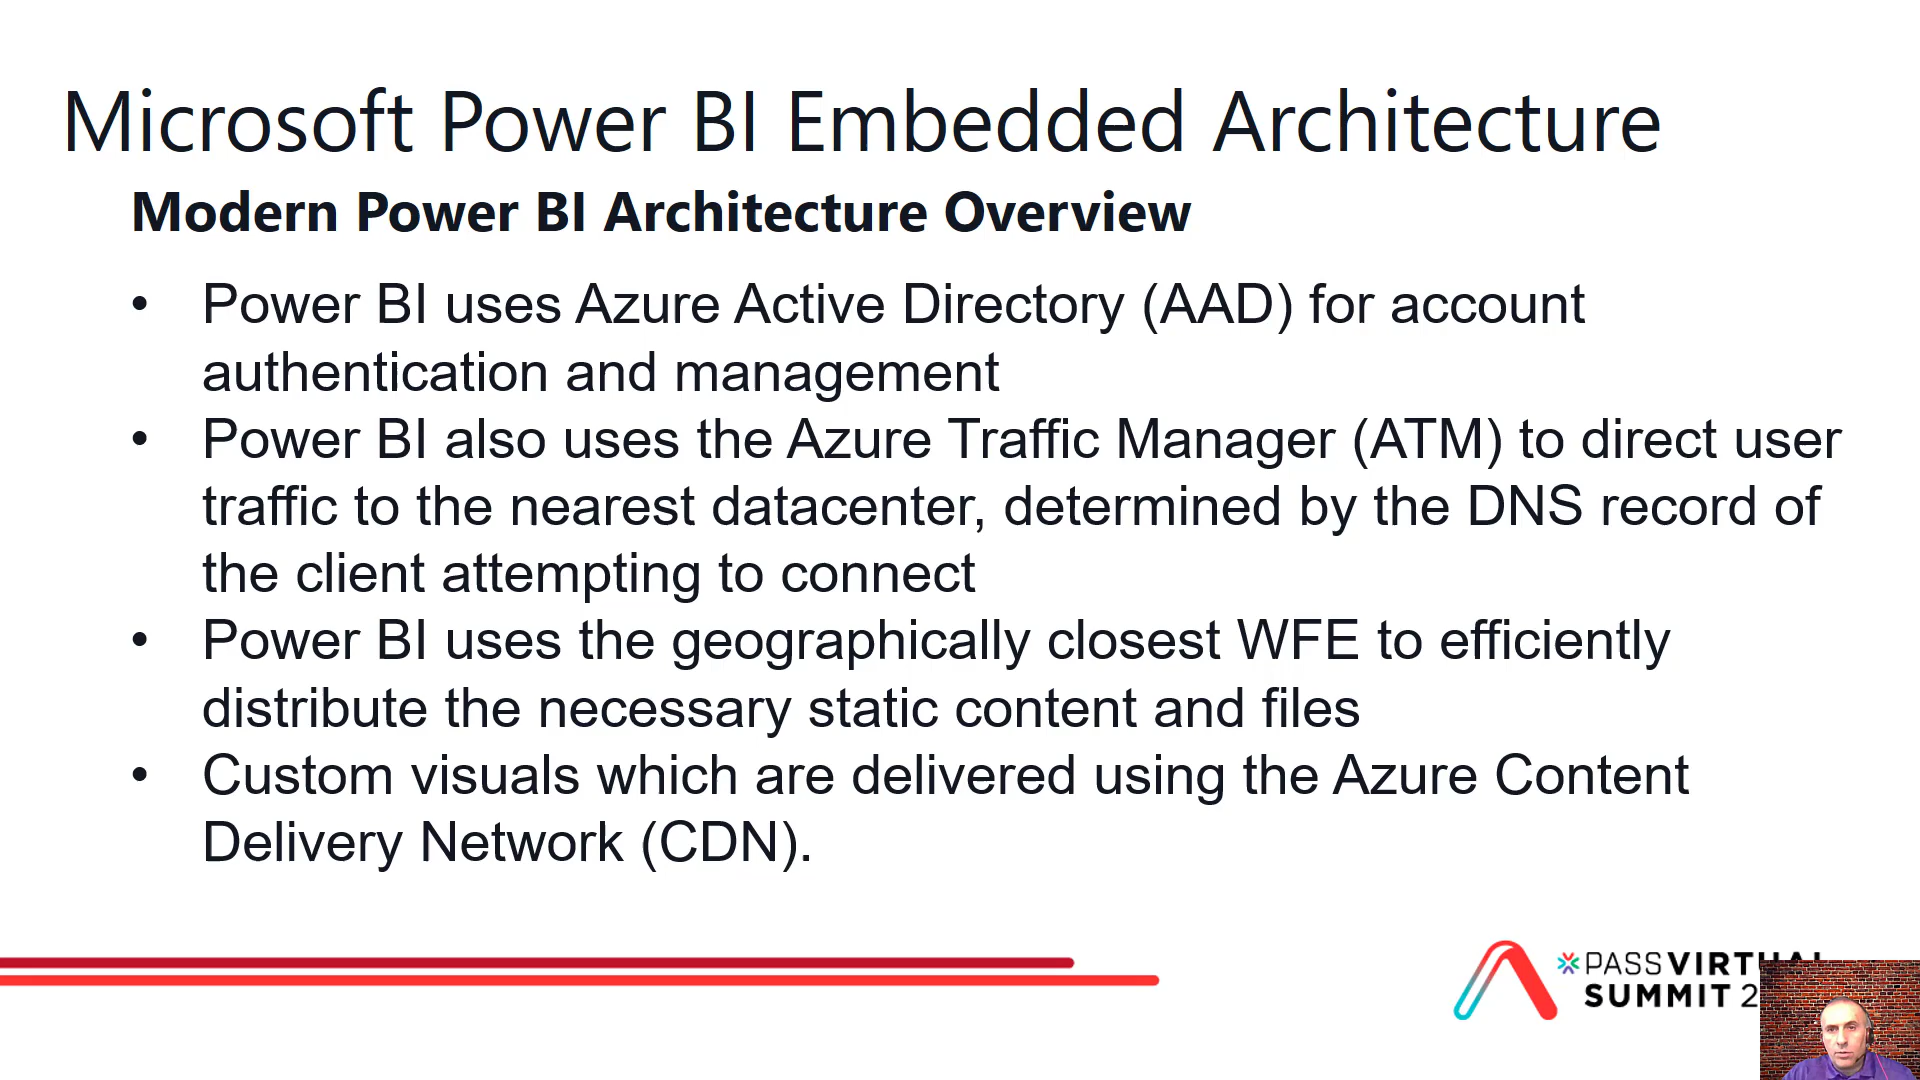 Microsoft Power BI Embedded Architecture
Modern Power BI Architecture Overview
• Power BI uses Azure Active Directory (AAD) for account
authentication and management
• Power BI also uses the Azure Traffic Manager (ATM) to direct user
traffic to the nearest datacenter, determined by the DNS record of
the client attempting to connect
• Power BI uses the geographically closest WFE to efficiently
distribute the necessary static content and files
• Custom visuals which are delivered using the Azure Content
Delivery Network (CDN).
PASS VIRTUAL
SUMMIT 2